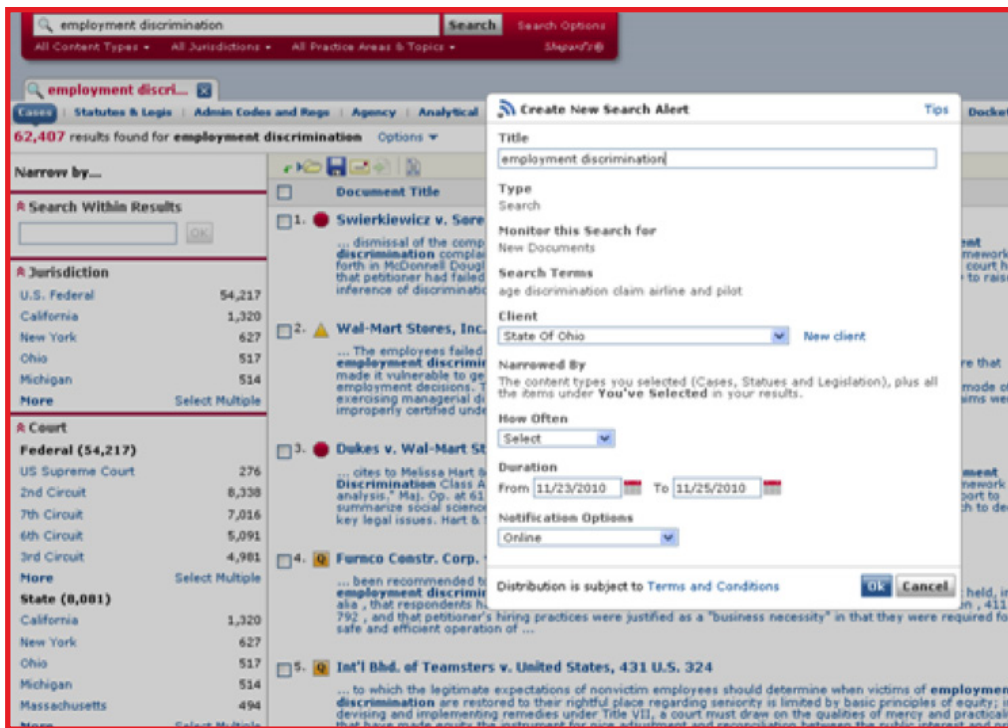 employment discrimination Search Search Options
All Content Types All Jurisdictions All Practice Areas & Topics Shepard's®
employment discri...
Cases Statutes & Legis Admin Codes and Regs Agency Analytical Docket
62,407 results found for employment discrimination Options
Narrow by...
Search Within Results
OK
Jurisdiction
U.S. Federal 54,217
California 1,320
New York 627
Ohio 517
Michigan 514
More Select Multiple
Court
Federal (54,217)
US Supreme Court 276
2nd Circuit 8,338
7th Circuit 7,016
6th Circuit 5,091
3rd Circuit 4,981
More Select Multiple
State (8,081)
California 1,320
New York 627
Ohio 517
Michigan 514
Massachusetts 494
More Select Multiple
Document Title
1. Swierkiewicz v. Sore
... dismissal of the comp
discrimination complai
forth in McDonnell Dougl
that petitioner had failed
inference of discriminatio
2. Wal-Mart Stores, Inc.
... The employees failed
employment discrimin
made it vulnerable to ge
employment decisions. T
exercising managerial di
improperly certified unde
3. Dukes v. Wal-Mart St
... cites to Melissa Hart &
Discrimination Class A
analysis," Maj. Op. at 61
summarize social scienc
key legal issues. Hart &
4. Q Furnco Constr. Corp.
... been recommended to
employment discrimin
alia , that respondents h
792 , and that petitioner's hiring practices were justified as a "business necessity" in that they were required fo
safe and efficient operation of ...
5. Q Int'l Bhd. of Teamsters v. United States, 431 U.S. 324
... to which the legitimate expectations of nonvictim employees should determine when victims of employm
discrimination are restored to their rightful place regarding seniority is limited by basic principles of equity.
devising and implementing remedies under Title VII, a court must draw on the qualities of mercy and practica
Create New Search Alert Tips
Title
employment discrimination
Type
Search
Monitor this Search for
New Documents
Search Terms
age discrimination claim airline and pilot
Client
State Of Ohio New client
Narrowed By
The content types you selected (Cases, Statues and Legislation), plus all
the items under You've Selected in your results.
How Often
Select
Duration
From 11/23/2010 To 11/25/2010
Notification Options
Online
Distribution is subject to Terms and Conditions Ok Cancel